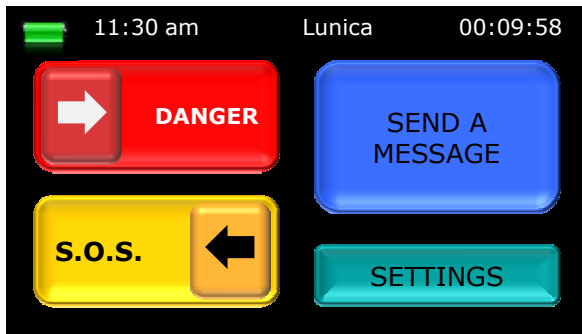 11:30 am Lunica 00:09:58
DANGER
SEND A
MESSAGE
S.O.S.
SETTINGS